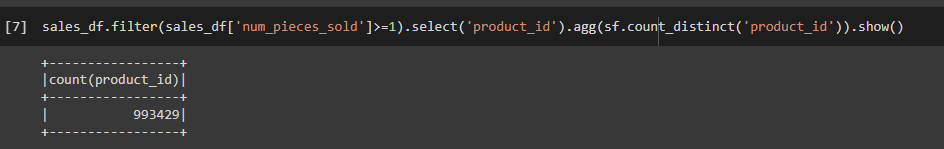 [7] sales_df.filter(sales_df['num_pieces_sold']>=1).select('product_id').agg(sf.count_distinct('product_id')).show()
+-----------------+
|count(product_id)|
+-----------------+
|           993429|
+-----------------+